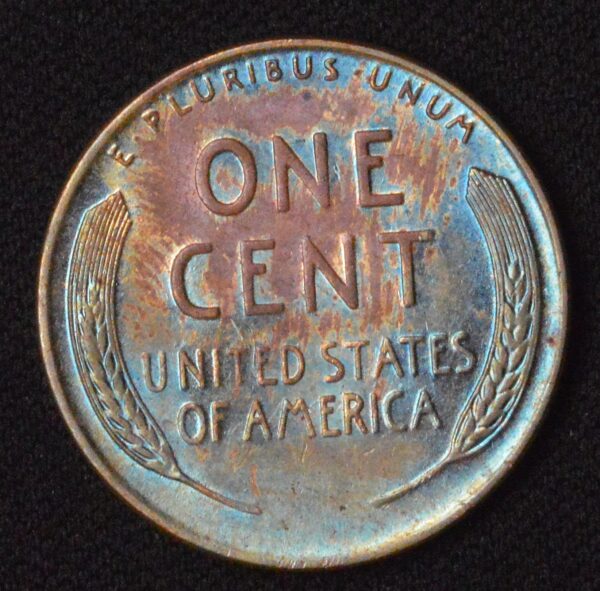 E·PLURIBUS·UNUM
ONE
CENT
UNITED STATES
OF AMERICA